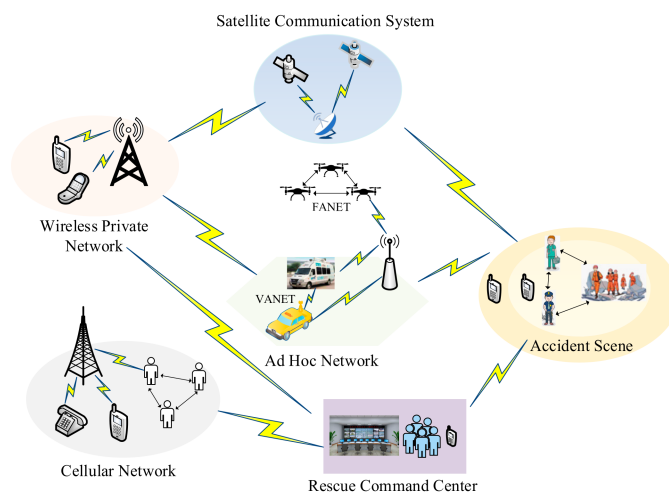 Satellite Communication System
FANET
Wireless Private
Network
VANET
Ad Hoc Network
Accident Scene
Cellular Network
Rescue Command Center